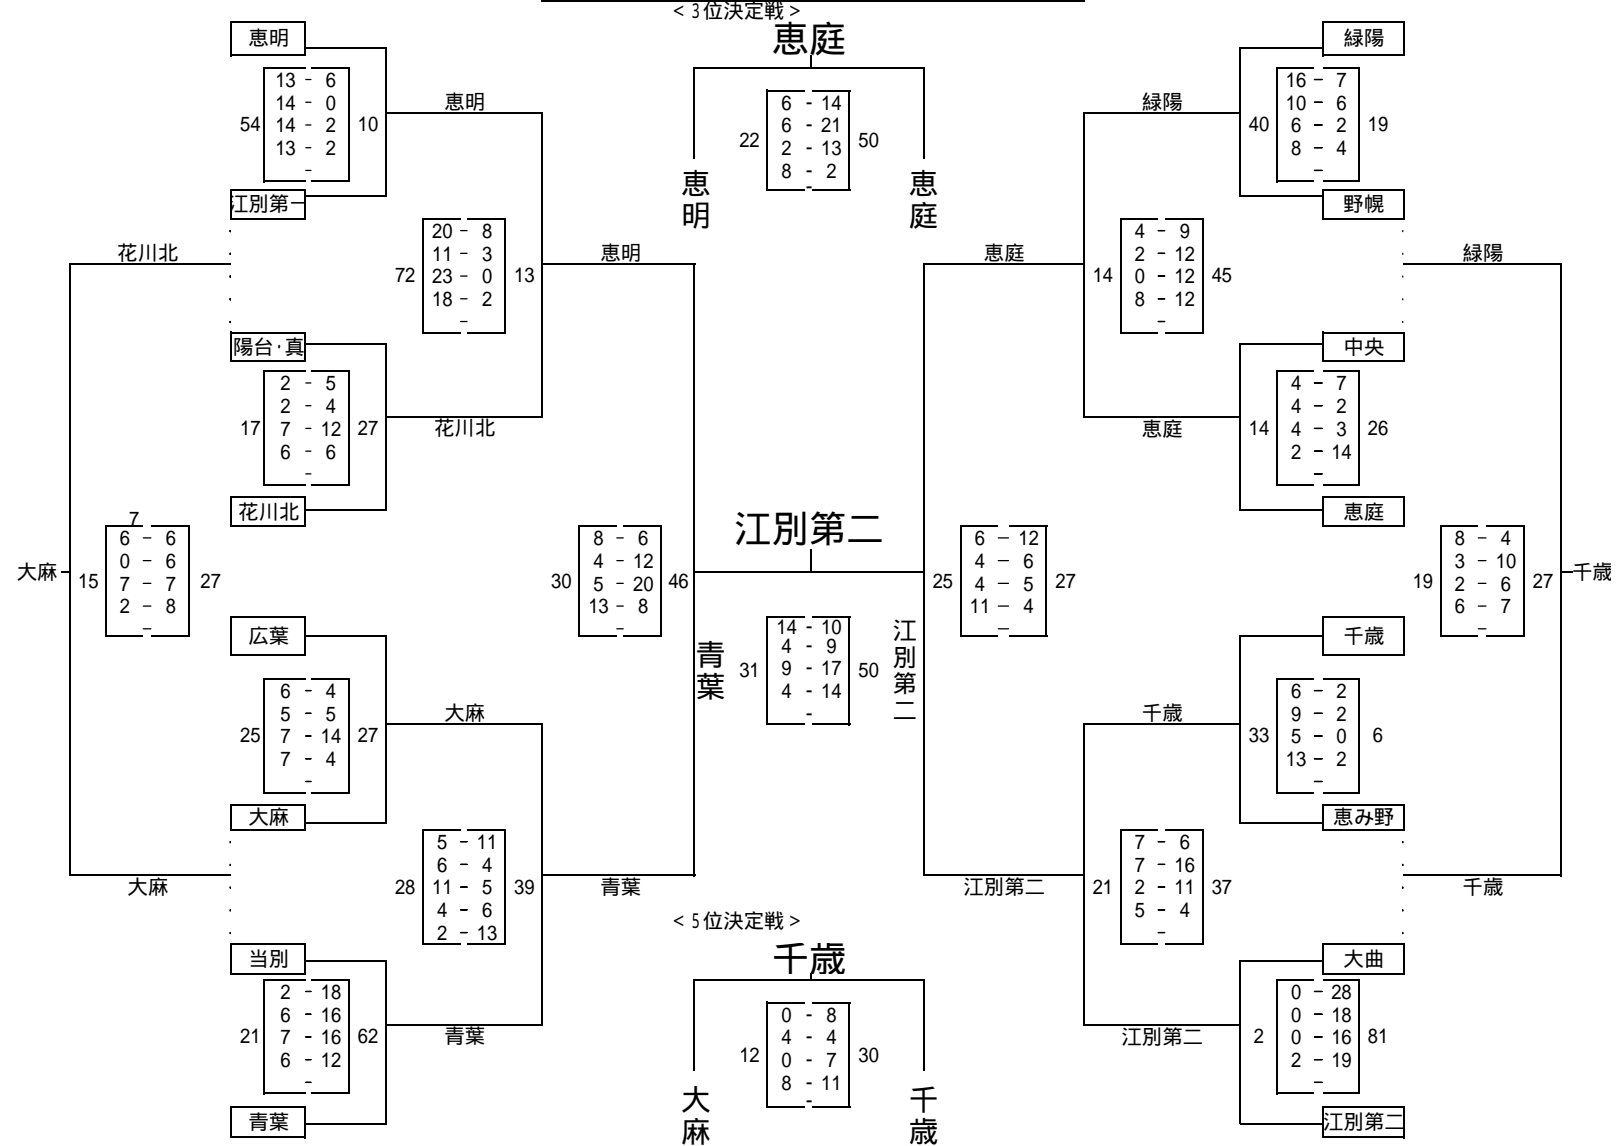 ＜3位決定戦＞
恵庭
6 - 14
6 - 21
2 - 13
8 - 2
-
22
50
恵明
恵庭
恵明
13 - 6
14 - 0
14 - 2
13 - 2
-
54
10
江別第一
恵明
陽台・真
2 - 5
2 - 4
7 - 12
6 - 6
-
17
27
花川北
花川北
20 - 8
11 - 3
23 - 0
18 - 2
-
72
13
恵明
花川北
大麻
7
6 - 6
0 - 6
7 - 7
2 - 8
-
15
27
大麻
広葉
6 - 4
5 - 5
7 - 14
7 - 4
-
25
27
大麻
大麻
当別
2 - 18
6 - 16
7 - 16
6 - 12
-
21
62
青葉
青葉
5 - 11
6 - 4
11 - 5
4 - 6
2 - 13
28
39
青葉
8 - 6
4 - 12
5 - 20
13 - 8
-
30
46
江別第二
青葉
14 - 10
4 - 9
9 - 17
4 - 14
-
31
50
江別第二
6 - 12
4 - 6
4 - 5
11 - 4
-
25
27
緑陽
16 - 7
10 - 6
6 - 2
8 - 4
-
40
19
野幌
緑陽
中央
4 - 7
4 - 2
4 - 3
2 - 14
-
14
26
恵庭
恵庭
4 - 9
2 - 12
0 - 12
8 - 12
-
14
45
恵庭
緑陽
8 - 4
3 - 10
2 - 6
6 - 7
-
19
27
千歳
千歳
千歳
6 - 2
9 - 2
5 - 0
13 - 2
-
33
6
恵み野
千歳
大曲
0 - 28
0 - 18
0 - 16
2 - 19
-
2
81
江別第二
江別第二
7 - 6
7 - 16
2 - 11
5 - 4
-
21
37
江別第二
＜5位決定戦＞
千歳
0 - 8
4 - 4
0 - 7
8 - 11
-
12
30
大麻
千歳